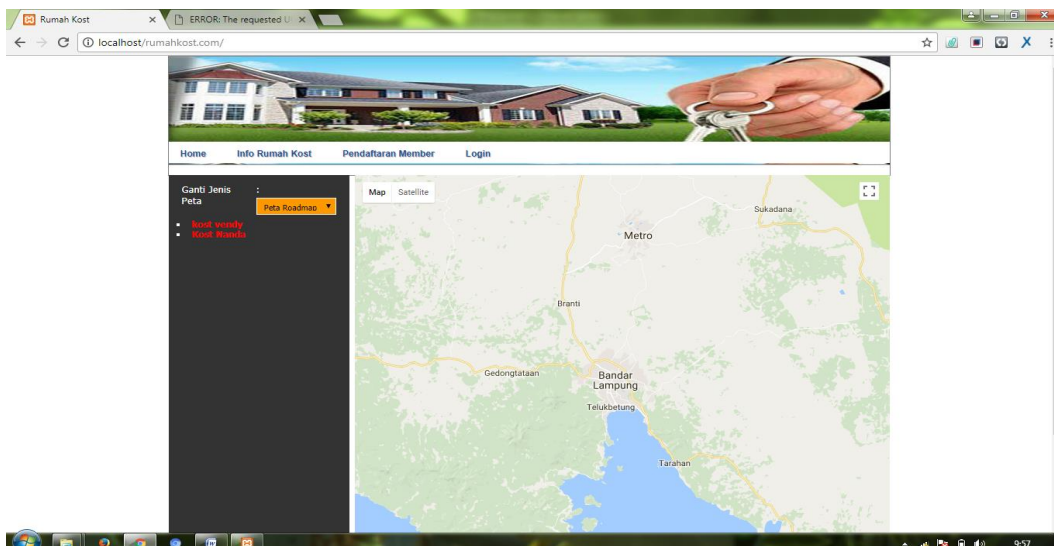 Rumah Kost
ERROR: The requested U
localhost/rumahkost.com/
Home Info Rumah Kost Pendaftaran Member Login
Ganti Jenis Peta :
Peta Roadmap
kost vendy
Kost Nanda
Map Satellite
Sukadana
Metro
Branti
Gedongtataan
Bandar
Lampung
Telukbetung
Tarahan
9:57